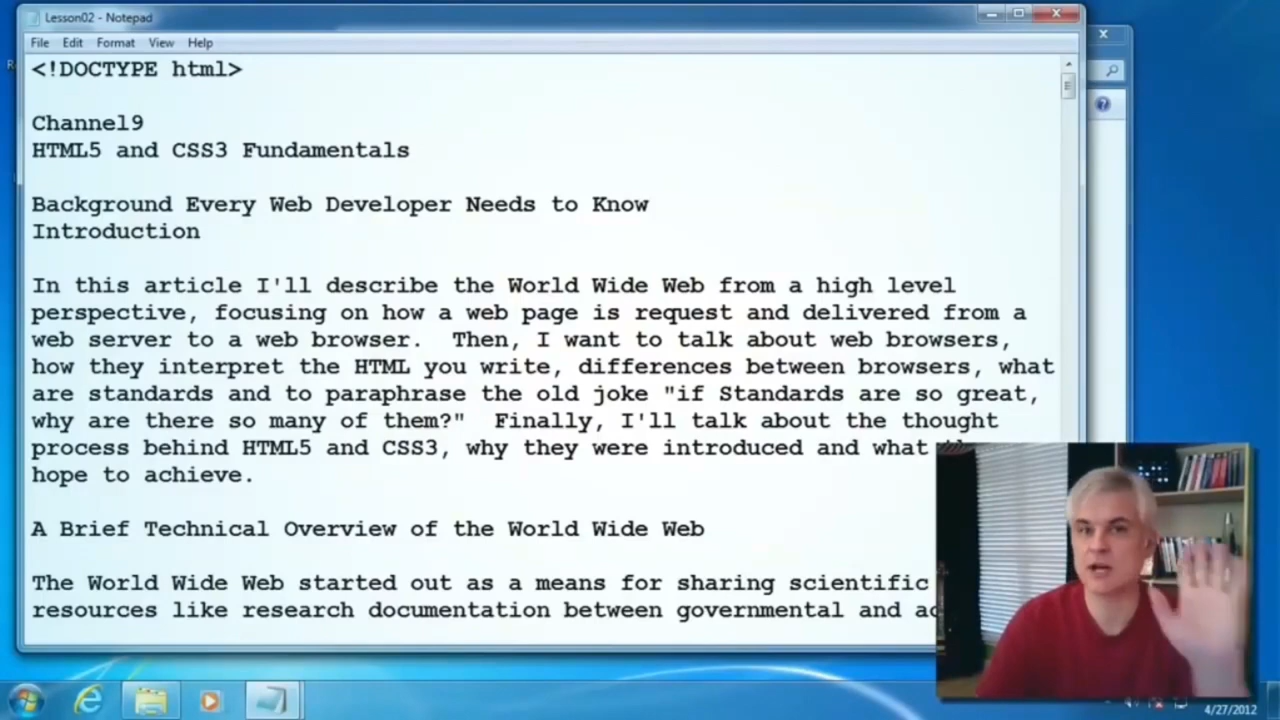 Lesson02 - Notepad
File Edit Format View Help
<!DOCTYPE html>
Channel9
HTML5 and CSS3 Fundamentals
Background Every Web Developer Needs to Know
Introduction
In this article I'll describe the World Wide Web from a high level
perspective, focusing on how a web page is request and delivered from a
web server to a web browser.  Then, I want to talk about web browsers,
how they interpret the HTML you write, differences between browsers, what
are standards and to paraphrase the old joke "if Standards are so great,
why are there so many of them?"  Finally, I'll talk about the thought
process behind HTML5 and CSS3, why they were introduced and what
hope to achieve.
A Brief Technical Overview of the World Wide Web
The World Wide Web started out as a means for sharing scientific
resources like research documentation between governmental and
4/27/2012